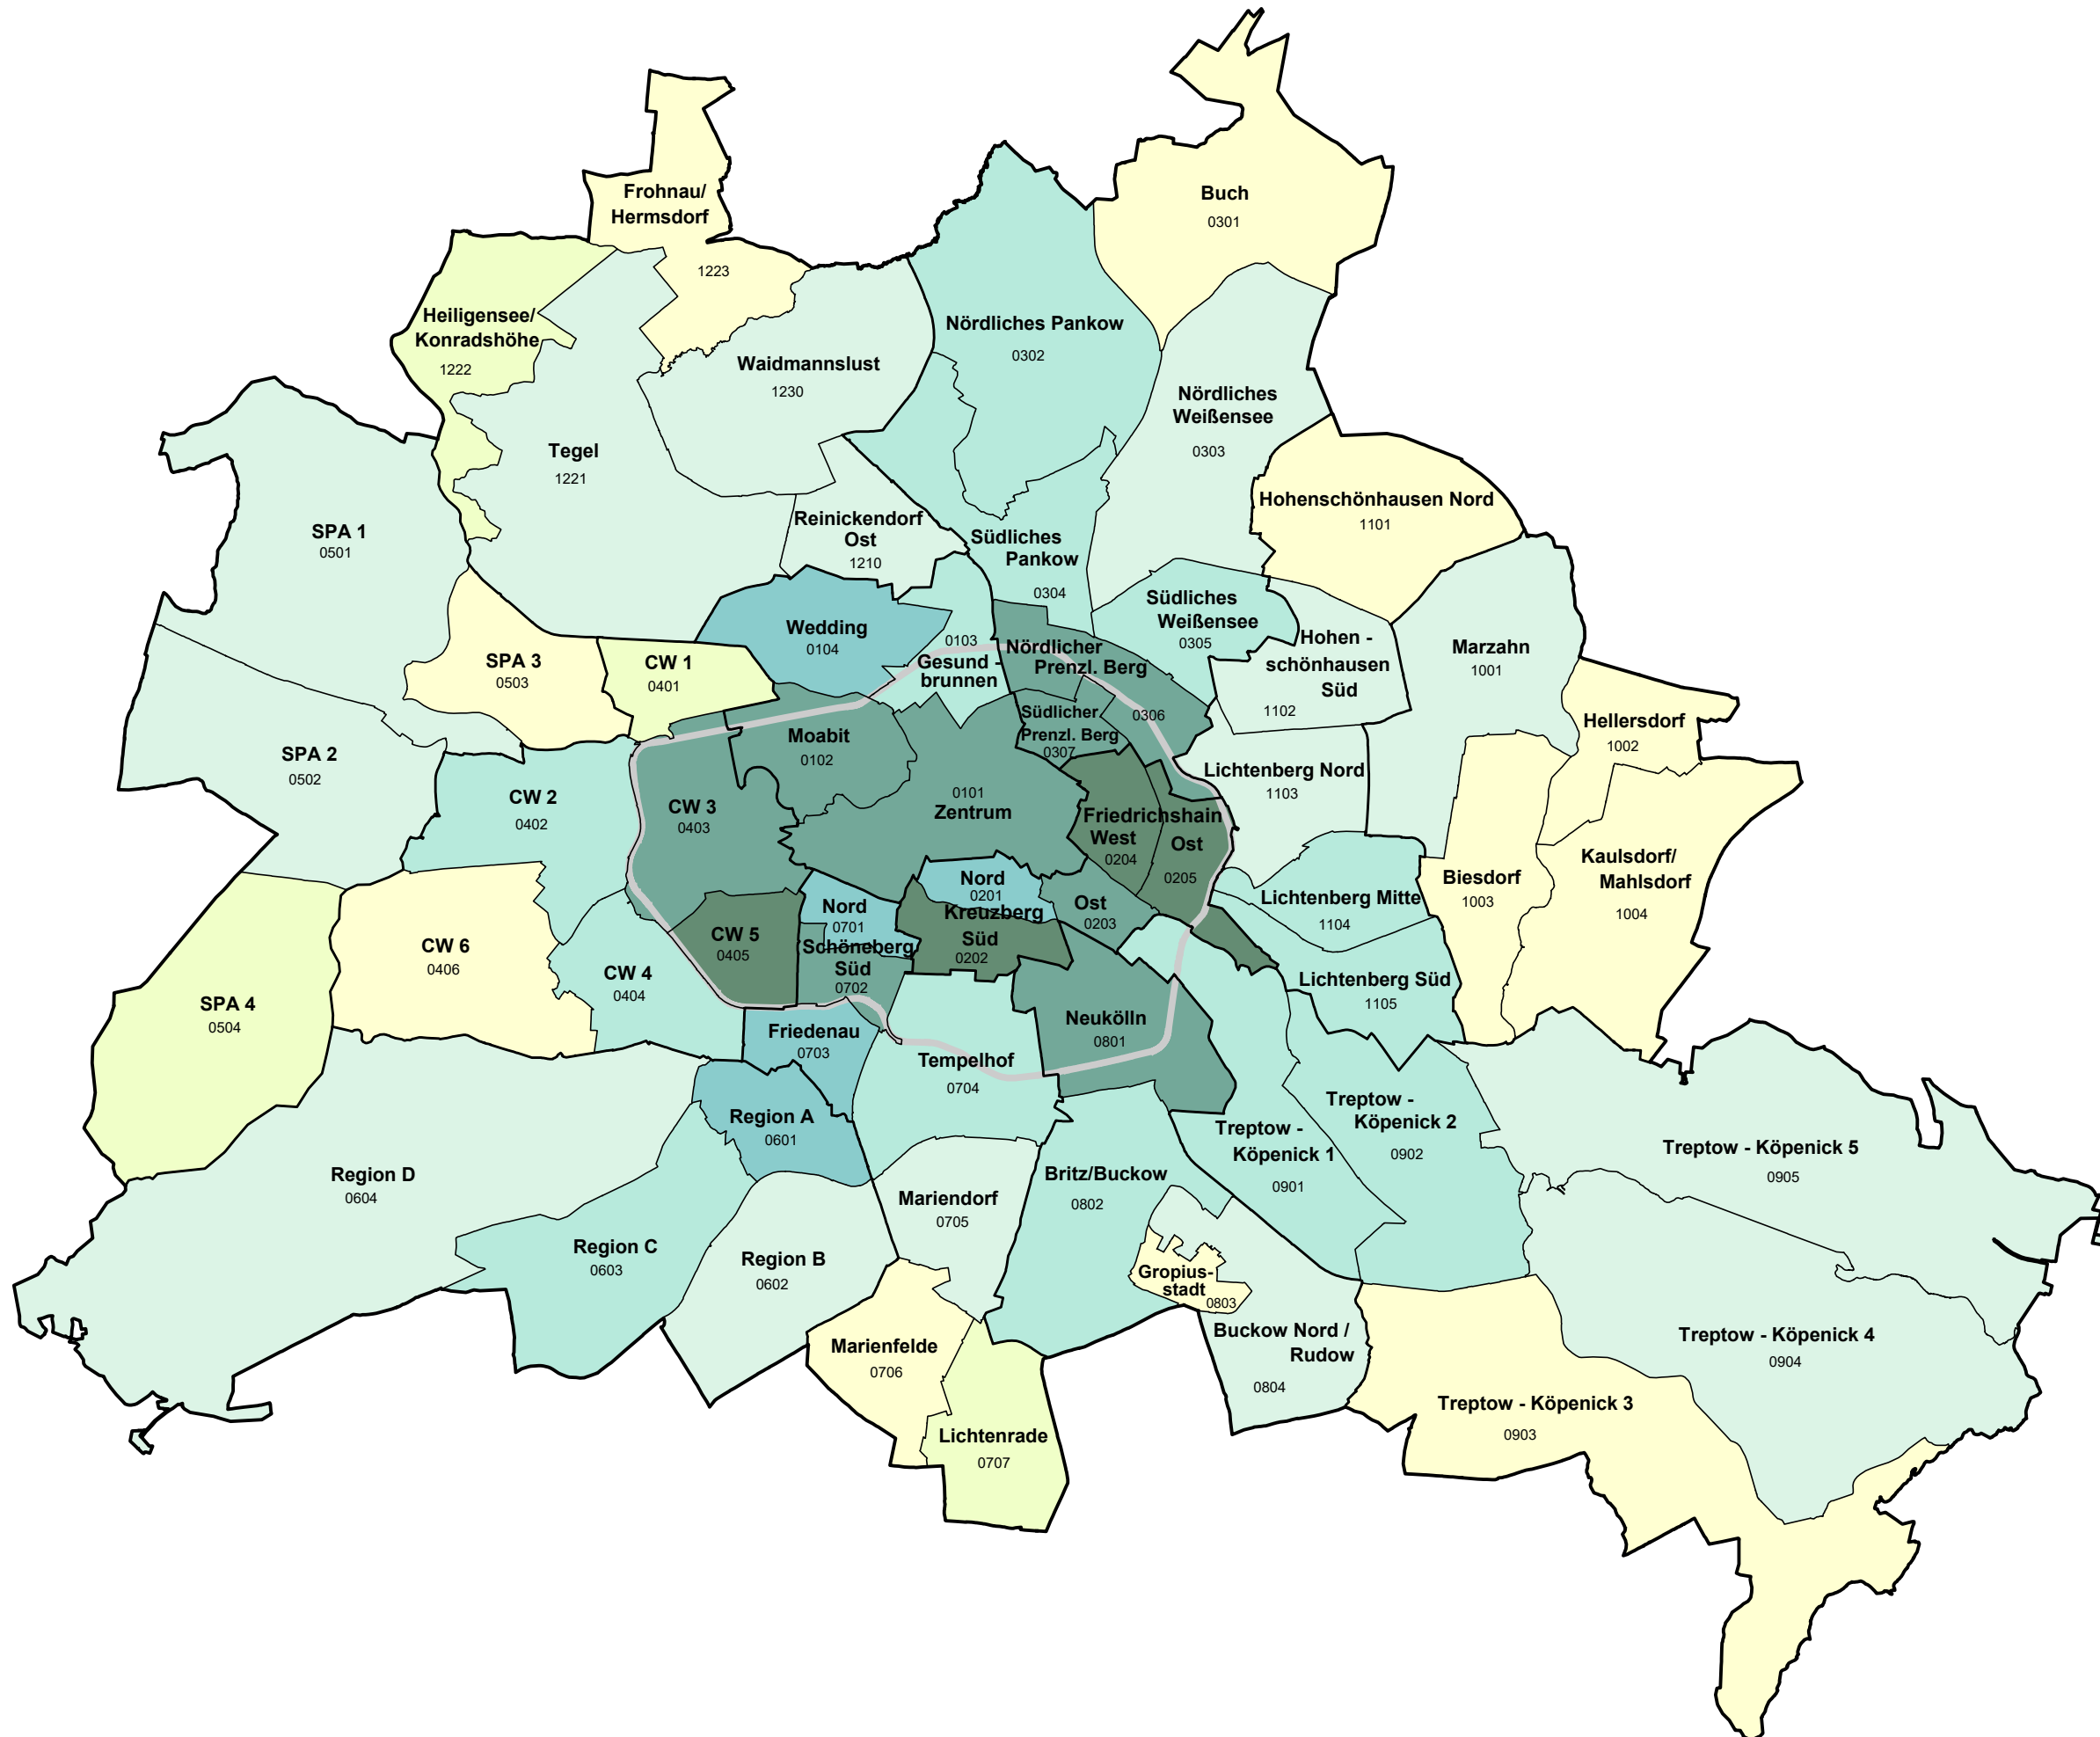 Frohnau/
Hermsdorf
1223
Buch
0301
Heiligensee/
Konradshöhe
1222
Nördliches Pankow
0302
Waidmannslust
1230
Nördliches
Weißensee
0303
Tegel
1221
Hohenschönhausen Nord
1101
SPA 1
0501
Reinickendorf
Ost
1210
Südliches
Pankow
0304
Südliches
Weißensee
0305
Wedding
0104
0103
Gesund -
brunnen
Nördlicher
Prenzl. Berg
0306
Hohen -
schönhausen
Süd
1102
Marzahn
1001
SPA 3
0503
CW 1
0401
Südlicher
Prenzl. Berg
0307
Hellersdorf
1002
SPA 2
0502
Moabit
0102
Lichtenberg Nord
1103
CW 2
0402
CW 3
0403
0101
Zentrum
Friedrichshain
West
0204
Ost
0205
Kaulsdorf/
Mahlsdorf
1004
Biesdorf
1003
Nord
0201
Kreuzberg
Süd
0202
Ost
0203
Lichtenberg Mitte
1104
Nord
0701
Schöneberg
Süd
0702
CW 5
0405
CW 6
0406
CW 4
0404
Lichtenberg Süd
1105
SPA 4
0504
Friedenau
0703
Neukölln
0801
Tempelhof
0704
Region A
0601
Treptow -
Köpenick 1
0901
Treptow -
Köpenick 2
0902
Treptow - Köpenick 5
0905
Region D
0604
Britz/Buckow
0802
Mariendorf
0705
Region C
0603
Region B
0602
Gropius-
stadt
0803
Buckow Nord /
Rudow
0804
Treptow - Köpenick 4
0904
Marienfelde
0706
Treptow - Köpenick 3
0903
Lichtenrade
0707